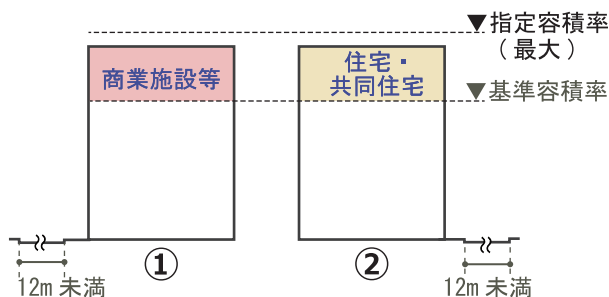 ▼指定容積率
(最大)
商業施設等
住宅・
共同住宅
▼基準容積率
①
②
12m 未満
12m 未満